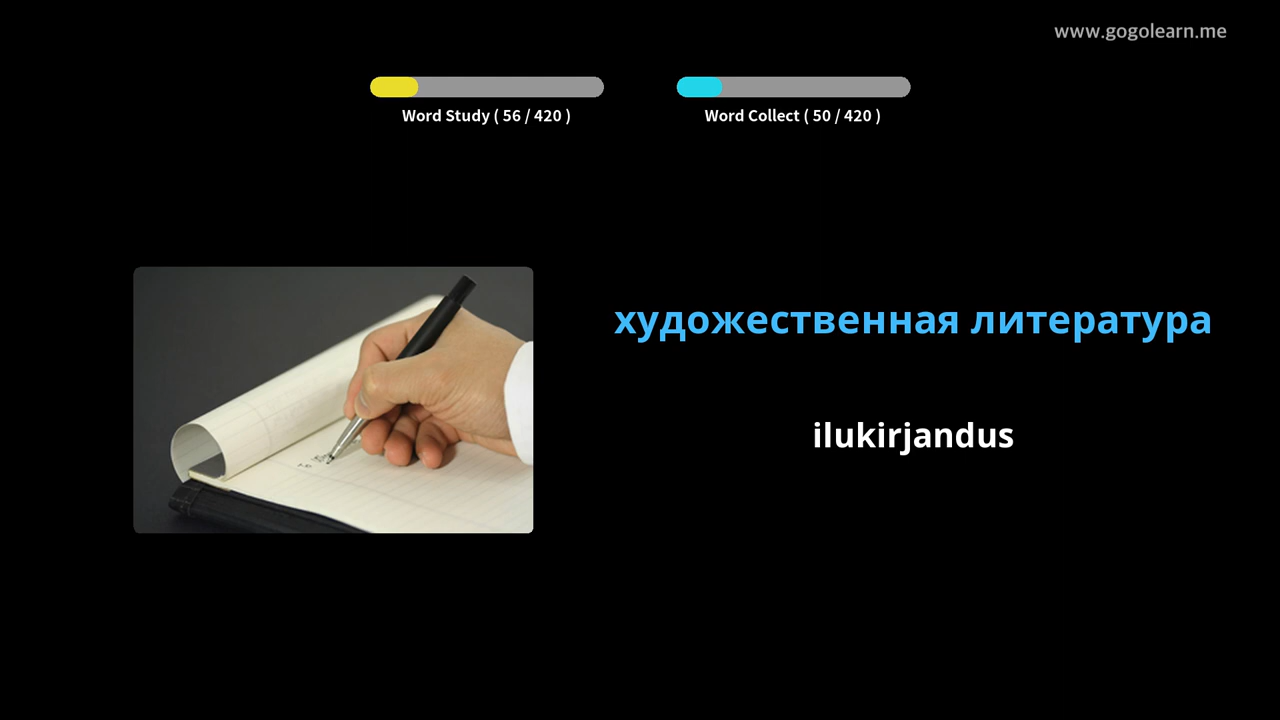 www.gogolearn.me
Word Study ( 56 / 420 )
Word Collect ( 50 / 420 )
художественная литература
ilukirjandus